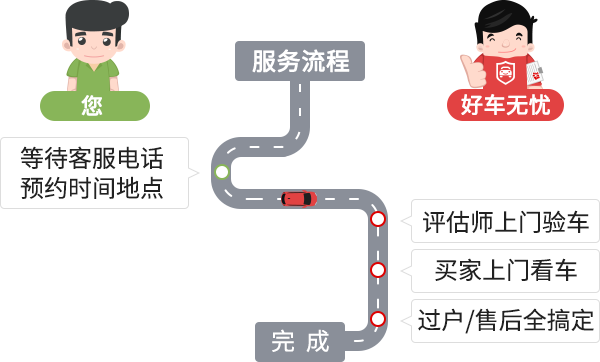 服务流程
您
好车无忧
等待客服电话
预约时间地点
评估师上门验车
买家上门看车
过户/售后全搞定
完成